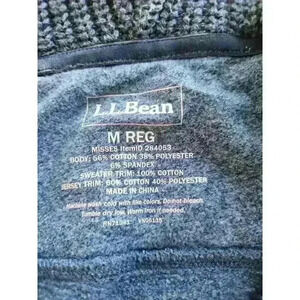 L.L.Bean
M REG
MISSES ItemID 284053
BODY: 56% COTTON 38% POLYESTER
6% SPANDEX
SWEATER TRIM: 100% COTTON
JERSEY TRIM: 60% COTTON 40% POLYESTER
MADE IN CHINA
Machine wash cold with like colors. Do not bleach.
Tumble dry low. Warm iron if needed.
RN71341